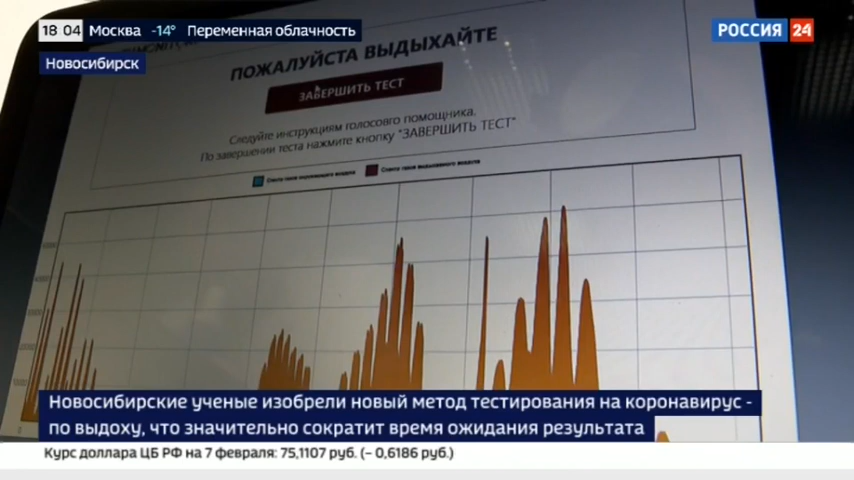 18 04 Москва -14° Переменная облачность
РОССИЯ 24
Новосибирск
ПОЖАЛУЙСТА ВЫДЫХАЙТЕ
ЗАВЕРШИТЬ ТЕСТ
Следуйте инструкциям голосового помощника.
По завершении теста нажмите кнопку "ЗАВЕРШИТЬ ТЕСТ"
Новосибирские ученые изобрели новый метод тестирования на коронавирус -
по выдоху, что значительно сократит время ожидания результата
Курс доллара ЦБ РФ на 7 февраля: 75,1107 руб. (- 0,6186 руб.)